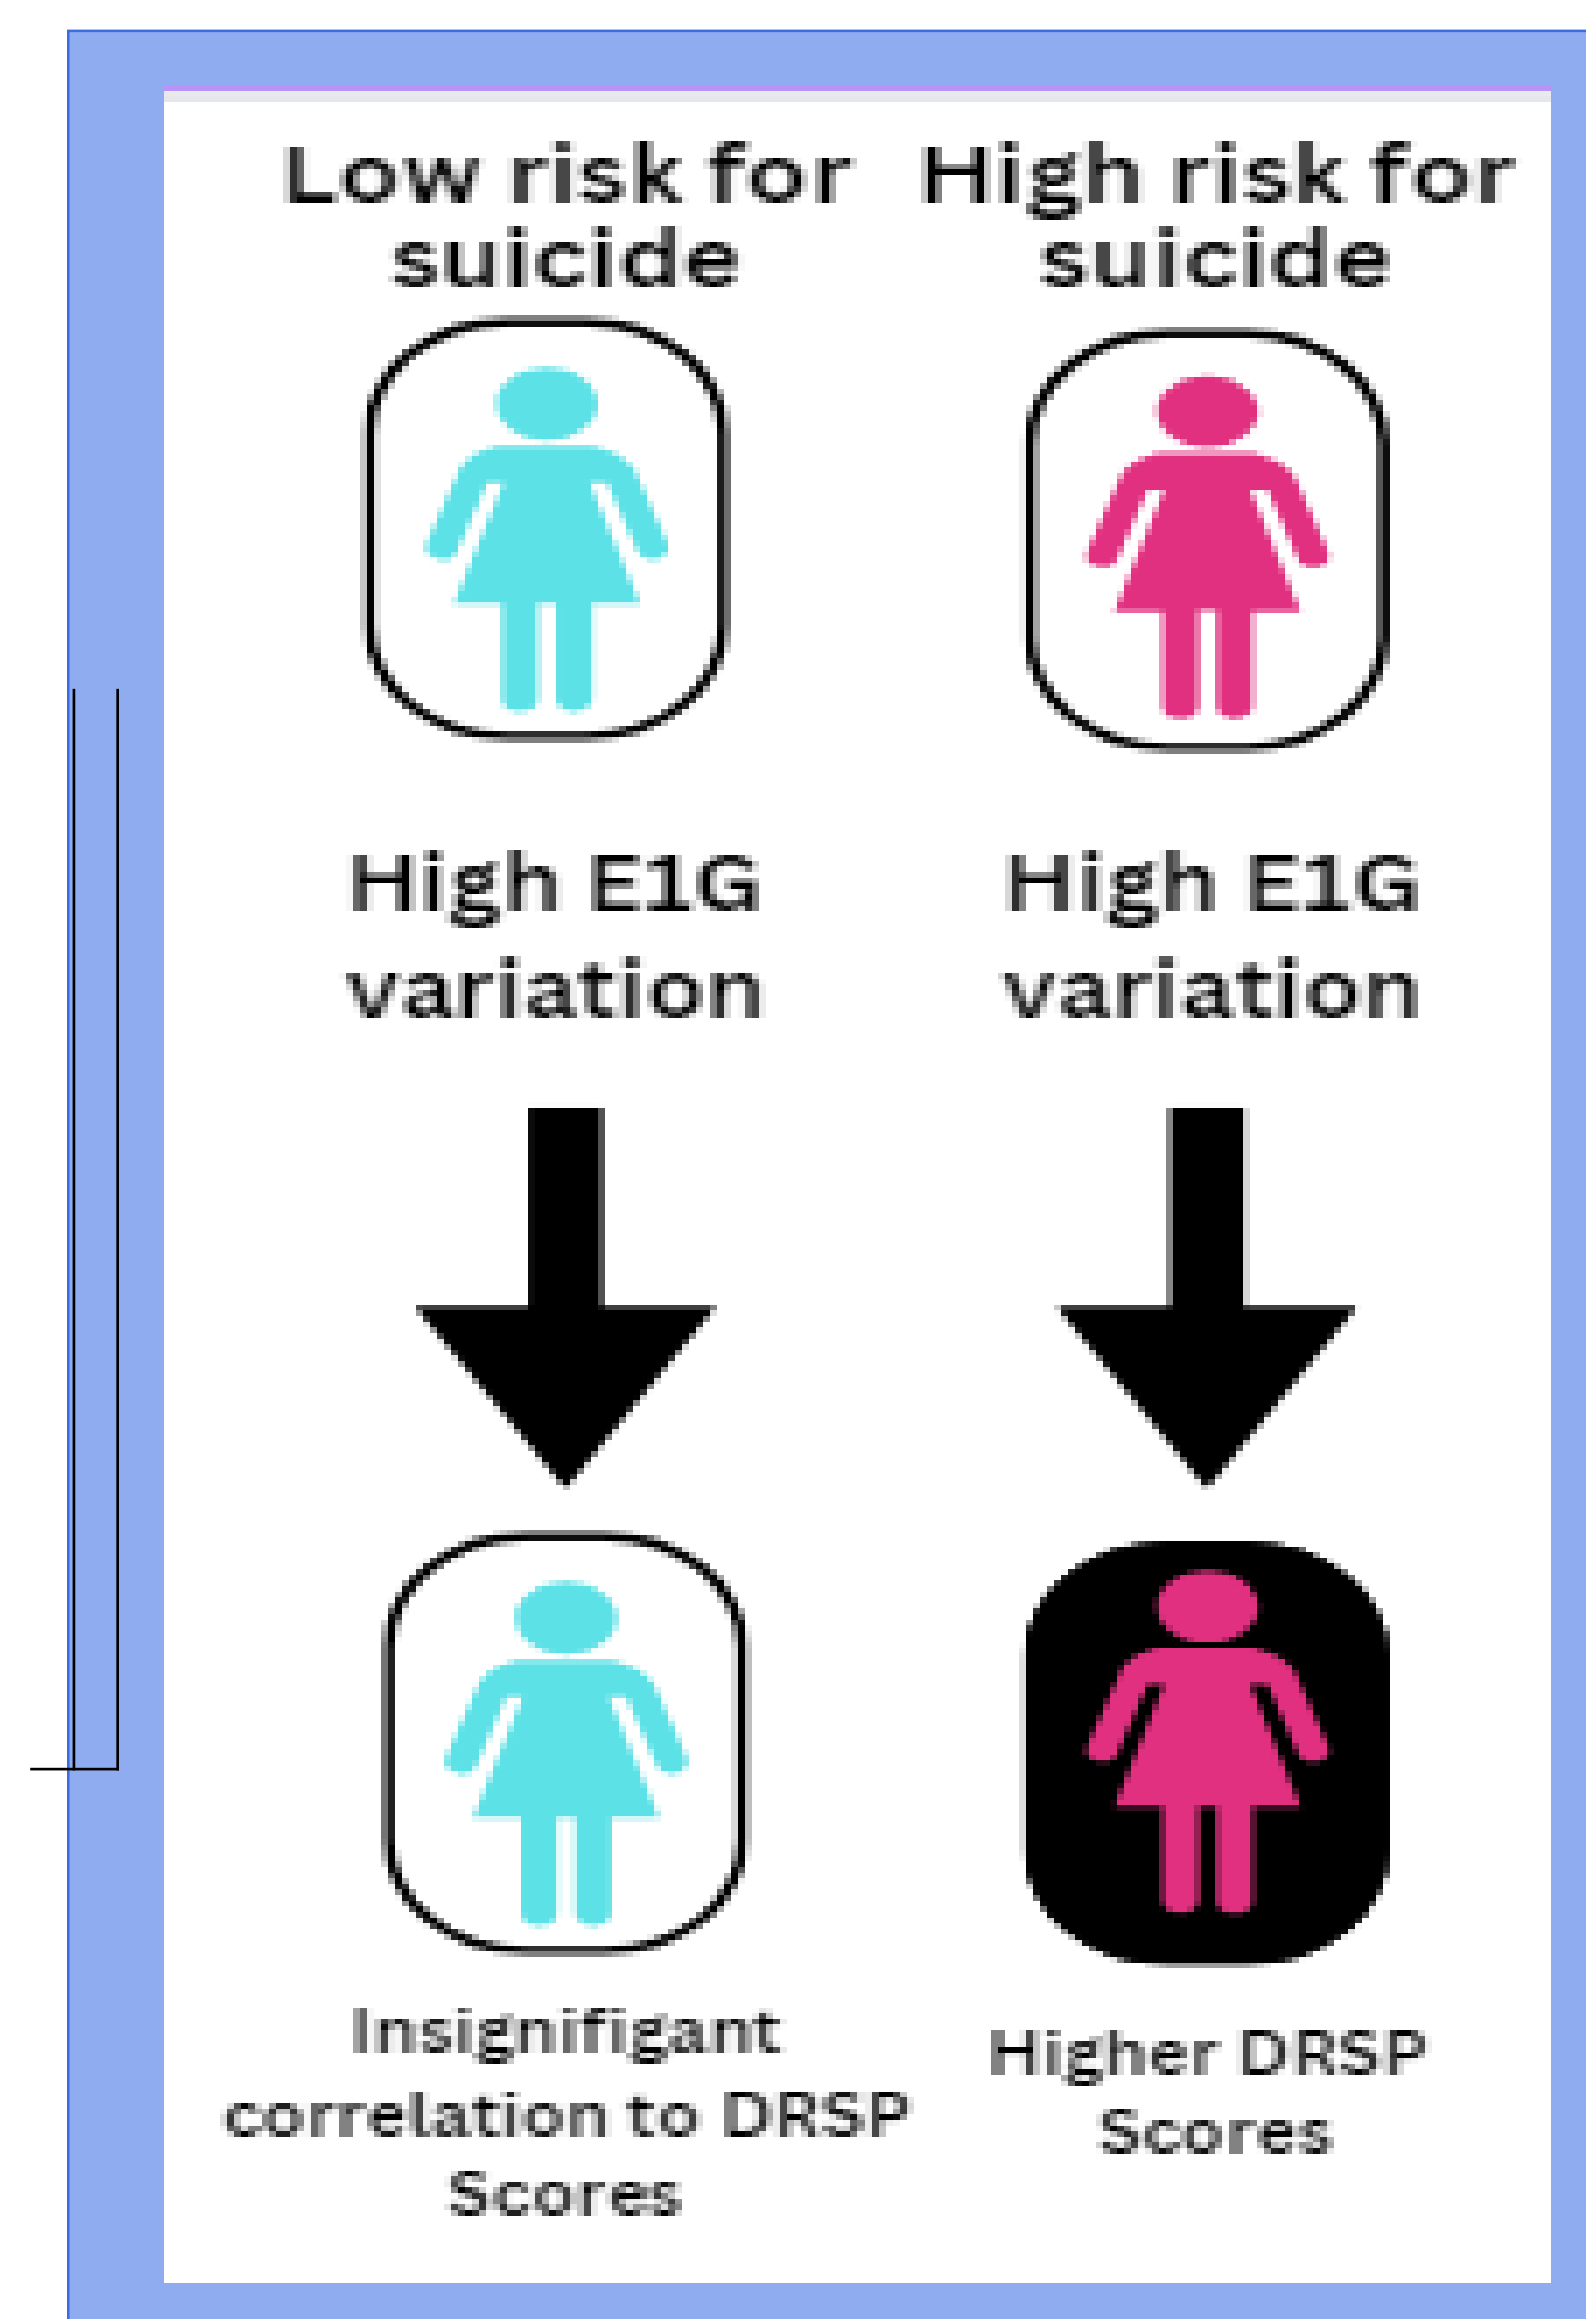 Low risk for
suicide
High risk for
suicide
High E1G
variation
High E1G
variation
Insignifigant
correlation to DRSP
Scores
Higher DRSP
Scores